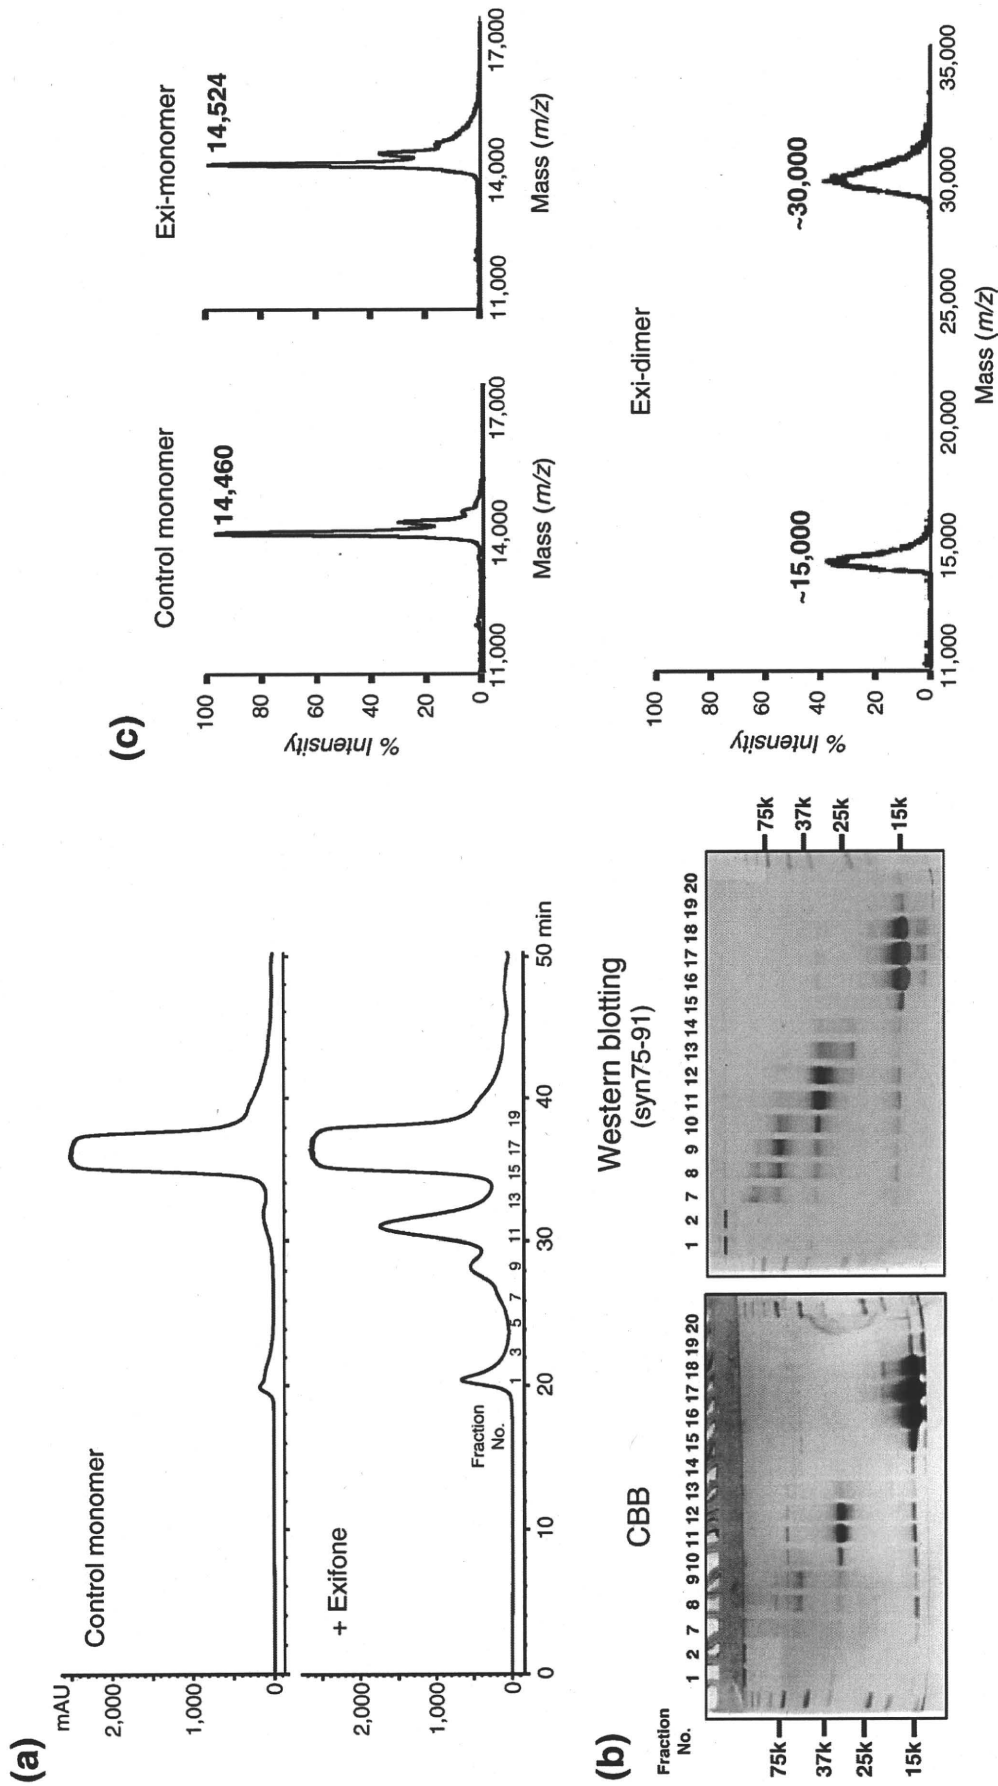 (a)
mAU
Control monomer
2,000
1,000
0
+ Exifone
2,000
1,000
0
Fraction
No.
1 3 5 7 9 11 13 15 17 19
0 10 20 30 40 50 min
(b)
CBB
Fraction
No.
1 2 7 8 9 10 11 12 13 14 15 16 17 18 19 20
75k
37k
25k
15k
Western blotting
(syn75-91)
1 2 7 8 9 10 11 12 13 14 15 16 17 18 19 20
75k
37k
25k
15k
(c)
Control monomer
14,460
% Intensity
100
80
60
40
20
0
11,000 14,000 17,000
Mass (m/z)
Exi-monomer
14,524
11,000 14,000 17,000
Mass (m/z)
Exi-dimer
~15,000
~30,000
% Intensity
100
80
60
40
20
0
11,000 15,000 20,000 25,000 30,000 35,000
Mass (m/z)